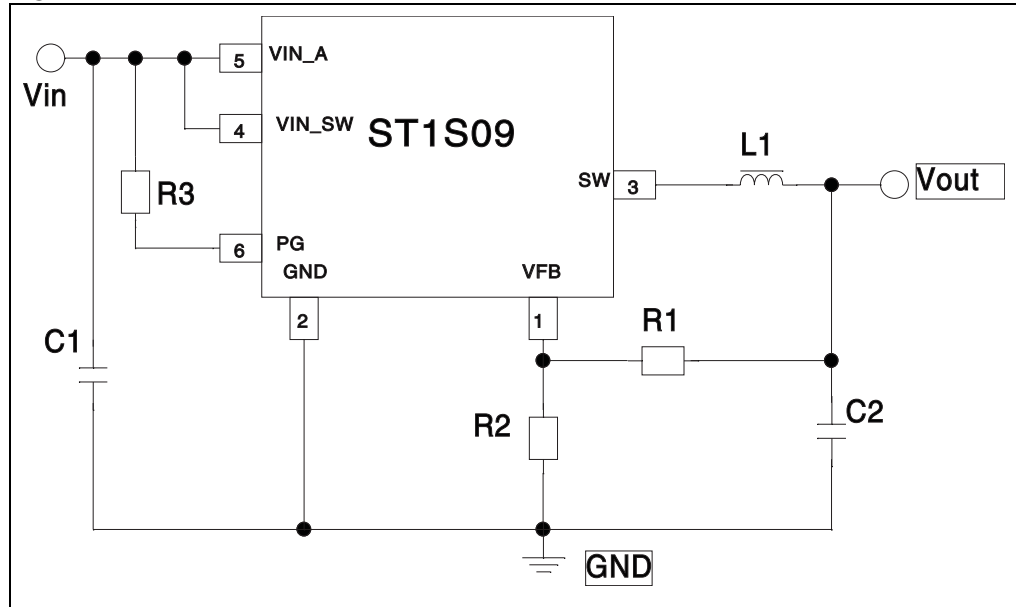 5
VIN_A
Vin
4
VIN_SW
ST1S09
L1
SW
3
Vout
R3
6
PG
GND
VFB
2
1
R1
C1
R2
C2
GND